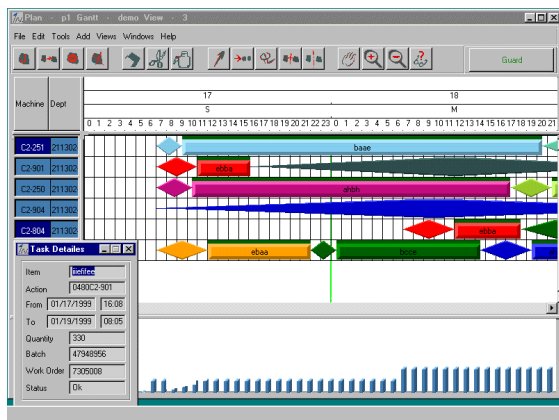 Plan - p1 Gantt - demo View - 3
File Edit Tools Add Views Windows Help
Guard
17 18
Machine Dept S M
0 1 2 3 4 5 6 7 8 9 10 11 12 13 14 15 16 17 18 19 20 21 22 23 0 1 2 3 4 5 6 7 8 9 10 11 12 13 14 15 16 17 18 19 20 21
C2-251 211302 baae
C2-901 211302 ebba
C2-250 211302 ahbh
C2-904 211302
C2-804 211302 ebba
ebaa bcce
Task Detailes
Item
Action 0480C2-901
From 01/17/1999 16:08
To 01/19/1999 08:05
Quantity 330
Batch 47948956
Work Order 7305008
Status Ok